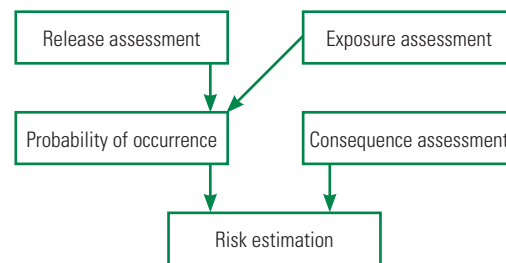 Release assessment
Exposure assessment
Probability of occurrence
Consequence assessment
Risk estimation